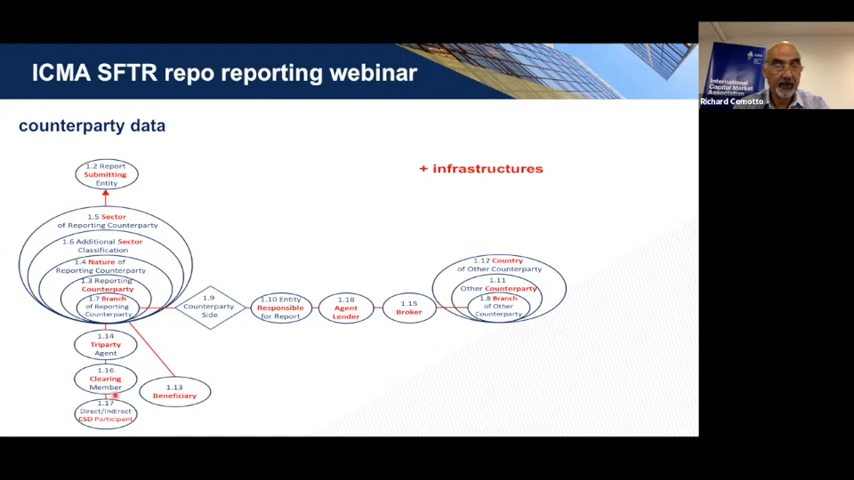 ICMA SFTR repo reporting webinar
counterparty data
+ infrastructures
1.2 Report
Submitting
Entity
1.5 Sector
of Reporting Counterparty
1.6 Additional Sector
Classification
1.4 Nature of
Reporting Counterparty
1.3 Reporting
Counterparty
1.7 Branch
of Reporting
Counterparty
1.9
Counterparty
Side
1.10 Entity
Responsible
for Report
1.18
Agent
Lender
1.15
Broker
1.12 Country
of Other Counterparty
1.11
Other Counterparty
1.8 Branch
of Other
Counterparty
1.14
Triparty
Agent
1.16
Clearing
Member
1.17
Direct/Indirect
CSD Participant
1.13
Beneficiary
International
Capital Market
Association
Richard Comotto